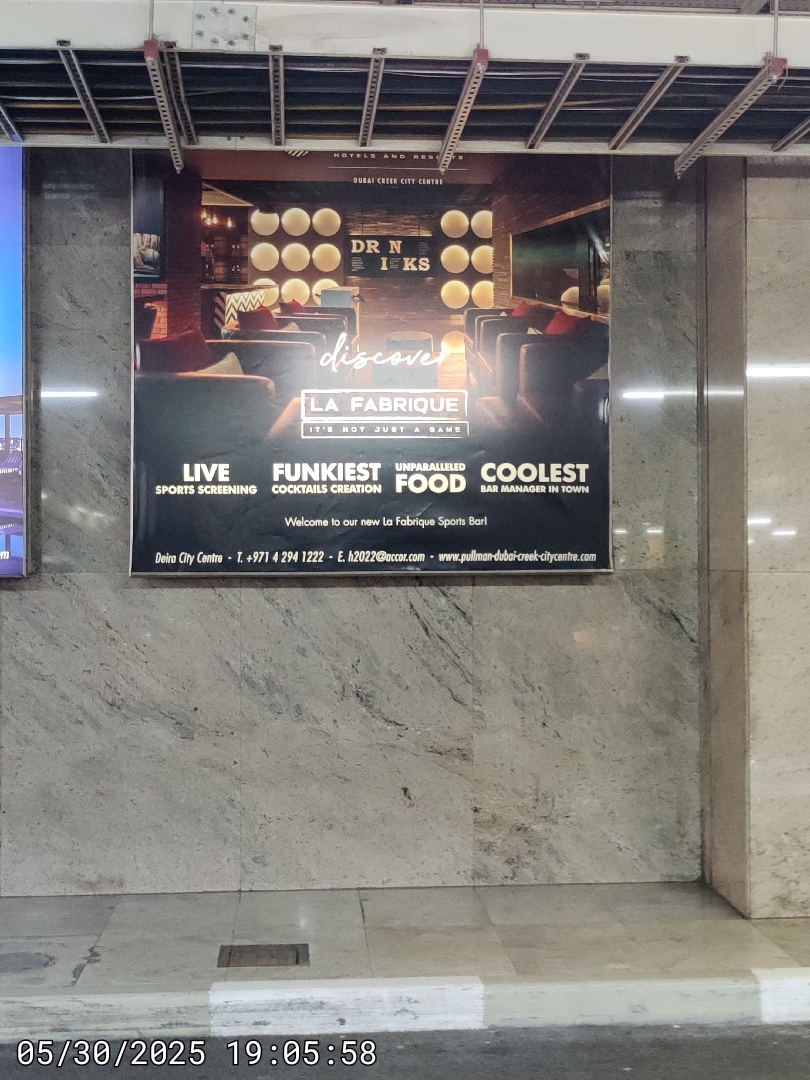 HOTELS AND RESORTS
DUBAI CREEK CITY CENTRE
DR N
I KS
discover
LA FABRIQUE
IT'S NOT JUST A GAME
LIVE
SPORTS SCREENING
FUNKIEST
COCKTAILS CREATION
UNPARALLELED
FOOD
COOLEST
BAR MANAGER IN TOWN
Welcome to our new La Fabrique Sports Bar!
Deira City Centre - T. +971 4 294 1222 - E. h2022@accor.com - www.pullman-dubai-creek-citycentre.com
05/30/2025 19:05:58